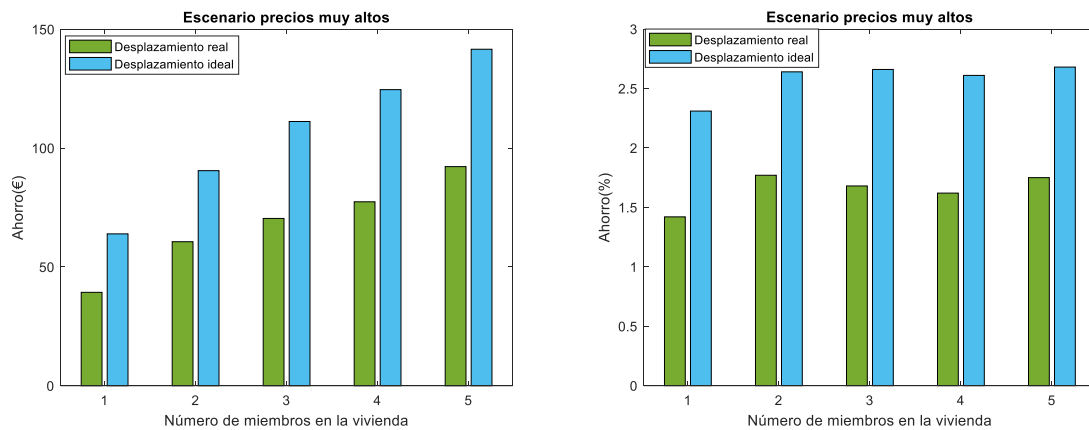 Escenario precios muy altos
150
100
50
0
Ahorro(€)
Desplazamiento real
Desplazamiento ideal
1 2 3 4 5
Número de miembros en la vivienda
Escenario precios muy altos
3
2.5
2
1.5
1
0.5
0
Ahorro(%)
Desplazamiento real
Desplazamiento ideal
1 2 3 4 5
Número de miembros en la vivienda